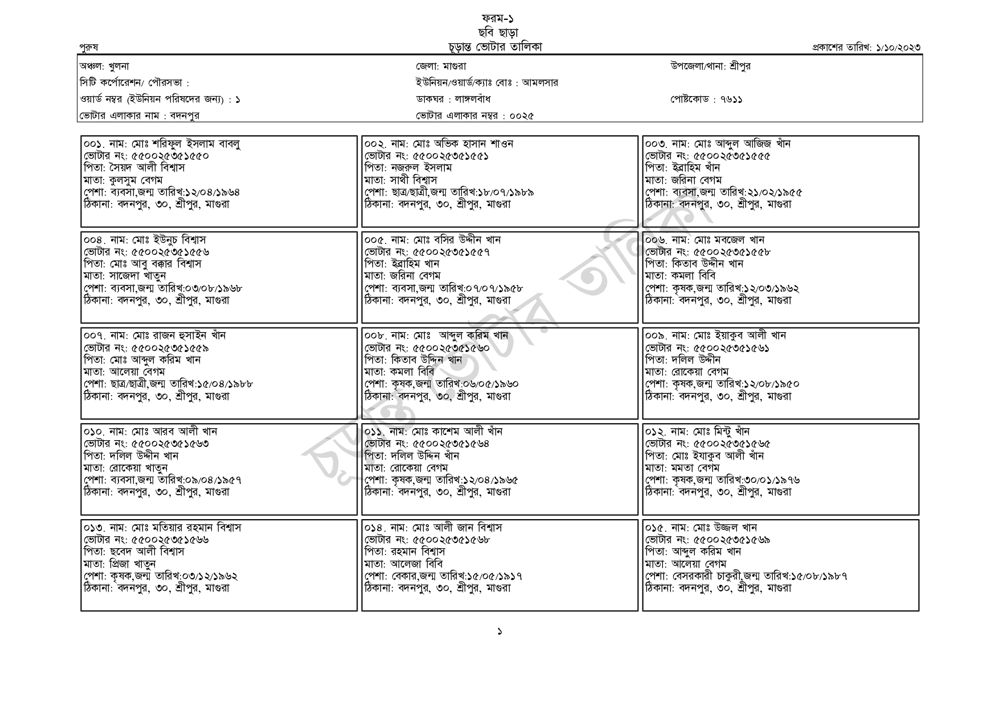 ফরম-১
ছবি ছাড়া
পুরুষ চূড়ান্ত ভোটার তালিকা প্রকাশের তারিখ: ১/১০/২০২৩
অঞ্চল: খুলনা জেলা: মাগুরা উপজেলা/থানা: শ্রীপুর
সিটি কর্পোরেশন/ পৌরসভা : ইউনিয়ন/ওয়ার্ড/ক্যাঃ বোঃ : আমলসার
ওয়ার্ড নম্বর (ইউনিয়ন পরিষদের জন্য) : ১ ডাকঘর : লাঙ্গলবাঁধ পোষ্টকোড : ৭৬১১
ভোটার এলাকার নাম : বদনপুর ভোটার এলাকার নম্বর : ০০২৫
০০১. নাম: মোঃ শরিফুল ইসলাম বাবলু
ভোটার নং: ৫৫০০২৫৩৫১৫৫০
পিতা: সৈয়দ আলী বিশ্বাস
মাতা: কুলসুম বেগম
পেশা: ব্যবসা,জন্ম তারিখ:১২/০৪/১৯৬৪
ঠিকানা: বদনপুর, ৩০, শ্রীপুর, মাগুরা
০০২. নাম: মোঃ অভিক হাসান শাওন
ভোটার নং: ৫৫০০২৫৩৫১৫৫১
পিতা: নজরুল ইসলাম
মাতা: সাথী বিশ্বাস
পেশা: ছাত্র/ছাত্রী,জন্ম তারিখ:১৮/০৭/১৯৮৯
ঠিকানা: বদনপুর, ৩০, শ্রীপুর, মাগুরা
০০৩. নাম: মোঃ আব্দুল আজিজ খাঁন
ভোটার নং: ৫৫০০২৫৩৫১৫৫৫
পিতা: ইব্রাহিম খাঁন
মাতা: জরিনা বেগম
পেশা: ব্যবসা,জন্ম তারিখ:২১/০২/১৯৫৫
ঠিকানা: বদনপুর, ৩০, শ্রীপুর, মাগুরা
০০৪. নাম: মোঃ ইউনুচ বিশ্বাস
ভোটার নং: ৫৫০০২৫৩৫১৫৫৬
পিতা: মোঃ আবু বক্কার বিশ্বাস
মাতা: সাজেদা খাতুন
পেশা: ব্যবসা,জন্ম তারিখ:০৩/০৮/১৯৬৮
ঠিকানা: বদনপুর, ৩০, শ্রীপুর, মাগুরা
০০৫. নাম: মোঃ বসির উদ্দীন খান
ভোটার নং: ৫৫০০২৫৩৫১৫৫৭
পিতা: ইব্রাহিম খান
মাতা: জরিনা বেগম
পেশা: ব্যবসা,জন্ম তারিখ:০৭/০৭/১৯৫৮
ঠিকানা: বদনপুর, ৩০, শ্রীপুর, মাগুরা
০০৬. নাম: মোঃ মবজেল খান
ভোটার নং: ৫৫০০২৫৩৫১৫৫৮
পিতা: কিতাব উদ্দীন খান
মাতা: কমলা বিবি
পেশা: কৃষক,জন্ম তারিখ:১২/০৩/১৯৬২
ঠিকানা: বদনপুর, ৩০, শ্রীপুর, মাগুরা
০০৭. নাম: মোঃ রাজন হুসাইন খাঁন
ভোটার নং: ৫৫০০২৫৩৫১৫৫৯
পিতা: মোঃ আব্দুল করিম খান
মাতা: আলেয়া বেগম
পেশা: ছাত্র/ছাত্রী,জন্ম তারিখ:১৫/০৪/১৯৮৮
ঠিকানা: বদনপুর, ৩০, শ্রীপুর, মাগুরা
০০৮. নাম: মোঃ আব্দুল করিম খান
ভোটার নং: ৫৫০০২৫৩৫১৫৬০
পিতা: কিতাব উদ্দিন খান
মাতা: কমলা বিবি
পেশা: কৃষক,জন্ম তারিখ:০৬/০৫/১৯৬০
ঠিকানা: বদনপুর, ৩০, শ্রীপুর, মাগুরা
০০৯. নাম: মোঃ ইয়াকুব আলী খান
ভোটার নং: ৫৫০০২৫৩৫১৫৬১
পিতা: দলিল উদ্দীন
মাতা: রোকেয়া বেগম
পেশা: কৃষক,জন্ম তারিখ:১২/০৮/১৯৫০
ঠিকানা: বদনপুর, ৩০, শ্রীপুর, মাগুরা
০১০. নাম: মোঃ আরব আলী খান
ভোটার নং: ৫৫০০২৫৩৫১৫৬৩
পিতা: দলিল উদ্দীন খান
মাতা: রোকেয়া খাতুন
পেশা: ব্যবসা,জন্ম তারিখ:০৯/০৪/১৯৫৭
ঠিকানা: বদনপুর, ৩০, শ্রীপুর, মাগুরা
০১১. নাম: মোঃ কাশেম আলী খাঁন
ভোটার নং: ৫৫০০২৫৩৫১৫৬৪
পিতা: দলিল উদ্দিন খাঁন
মাতা: রোকেয়া বেগম
পেশা: কৃষক,জন্ম তারিখ:১২/০৪/১৯৬৫
ঠিকানা: বদনপুর, ৩০, শ্রীপুর, মাগুরা
০১২. নাম: মোঃ মিন্টু খাঁন
ভোটার নং: ৫৫০০২৫৩৫১৫৬৫
পিতা: মোঃ ইযাকুব আলী খাঁন
মাতা: মমতা বেগম
পেশা: কৃষক,জন্ম তারিখ:৩০/০১/১৯৭৬
ঠিকানা: বদনপুর, ৩০, শ্রীপুর, মাগুরা
০১৩. নাম: মোঃ মতিয়ার রহমান বিশ্বাস
ভোটার নং: ৫৫০০২৫৩৫১৫৬৬
পিতা: ছবেদ আলী বিশ্বাস
মাতা: প্রিজা খাতুন
পেশা: কৃষক,জন্ম তারিখ:০৩/১২/১৯৬২
ঠিকানা: বদনপুর, ৩০, শ্রীপুর, মাগুরা
০১৪. নাম: মোঃ আলী জান বিশ্বাস
ভোটার নং: ৫৫০০২৫৩৫১৫৬৮
পিতা: রহমান বিশ্বাস
মাতা: আলেজা বিবি
পেশা: বেকার,জন্ম তারিখ:১৫/০৫/১৯১৭
ঠিকানা: বদনপুর, ৩০, শ্রীপুর, মাগুরা
০১৫. নাম: মোঃ উজ্জল খান
ভোটার নং: ৫৫০০২৫৩৫১৫৬৯
পিতা: আব্দুল করিম খান
মাতা: আলেয়া বেগম
পেশা: বেসরকারী চাকুরী,জন্ম তারিখ:১৫/০৮/১৯৮৭
ঠিকানা: বদনপুর, ৩০, শ্রীপুর, মাগুরা
চূড়ান্ত ভোটার তালিকা
১